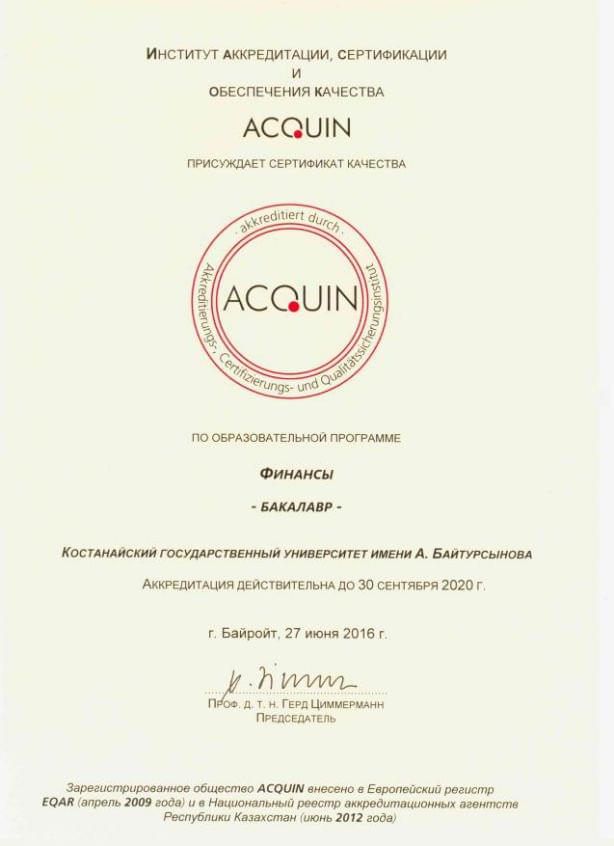 Институт аккредитации, сертификации
и
обеспечения качества
ACQUIN
присуждает сертификат качества
· akkreditiert durch ·
ACQUIN
Akkreditierungs-, Certifizierungs- und Qualitätssicherungsinstitut
по образовательной программе
Финансы
- бакалавр -
Костанайский государственный университет имени А. Байтурсынова
Аккредитация действительна до 30 сентября 2020 г.
г. Байройт, 27 июня 2016 г.
Проф. д. т. н. Герд Циммерманн
Председатель
Зарегистрированное общество ACQUIN внесено в Европейский регистр
EQAR (апрель 2009 года) и в Национальный реестр аккредитационных агентств
Республики Казахстан (июнь 2012 года)